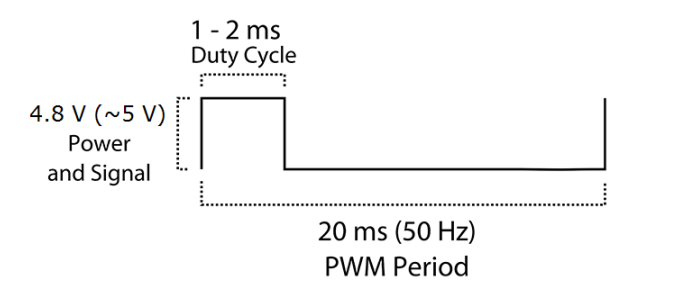 1 - 2 ms
Duty Cycle
4.8 V (~5 V)
Power
and Signal
20 ms (50 Hz)
PWM Period